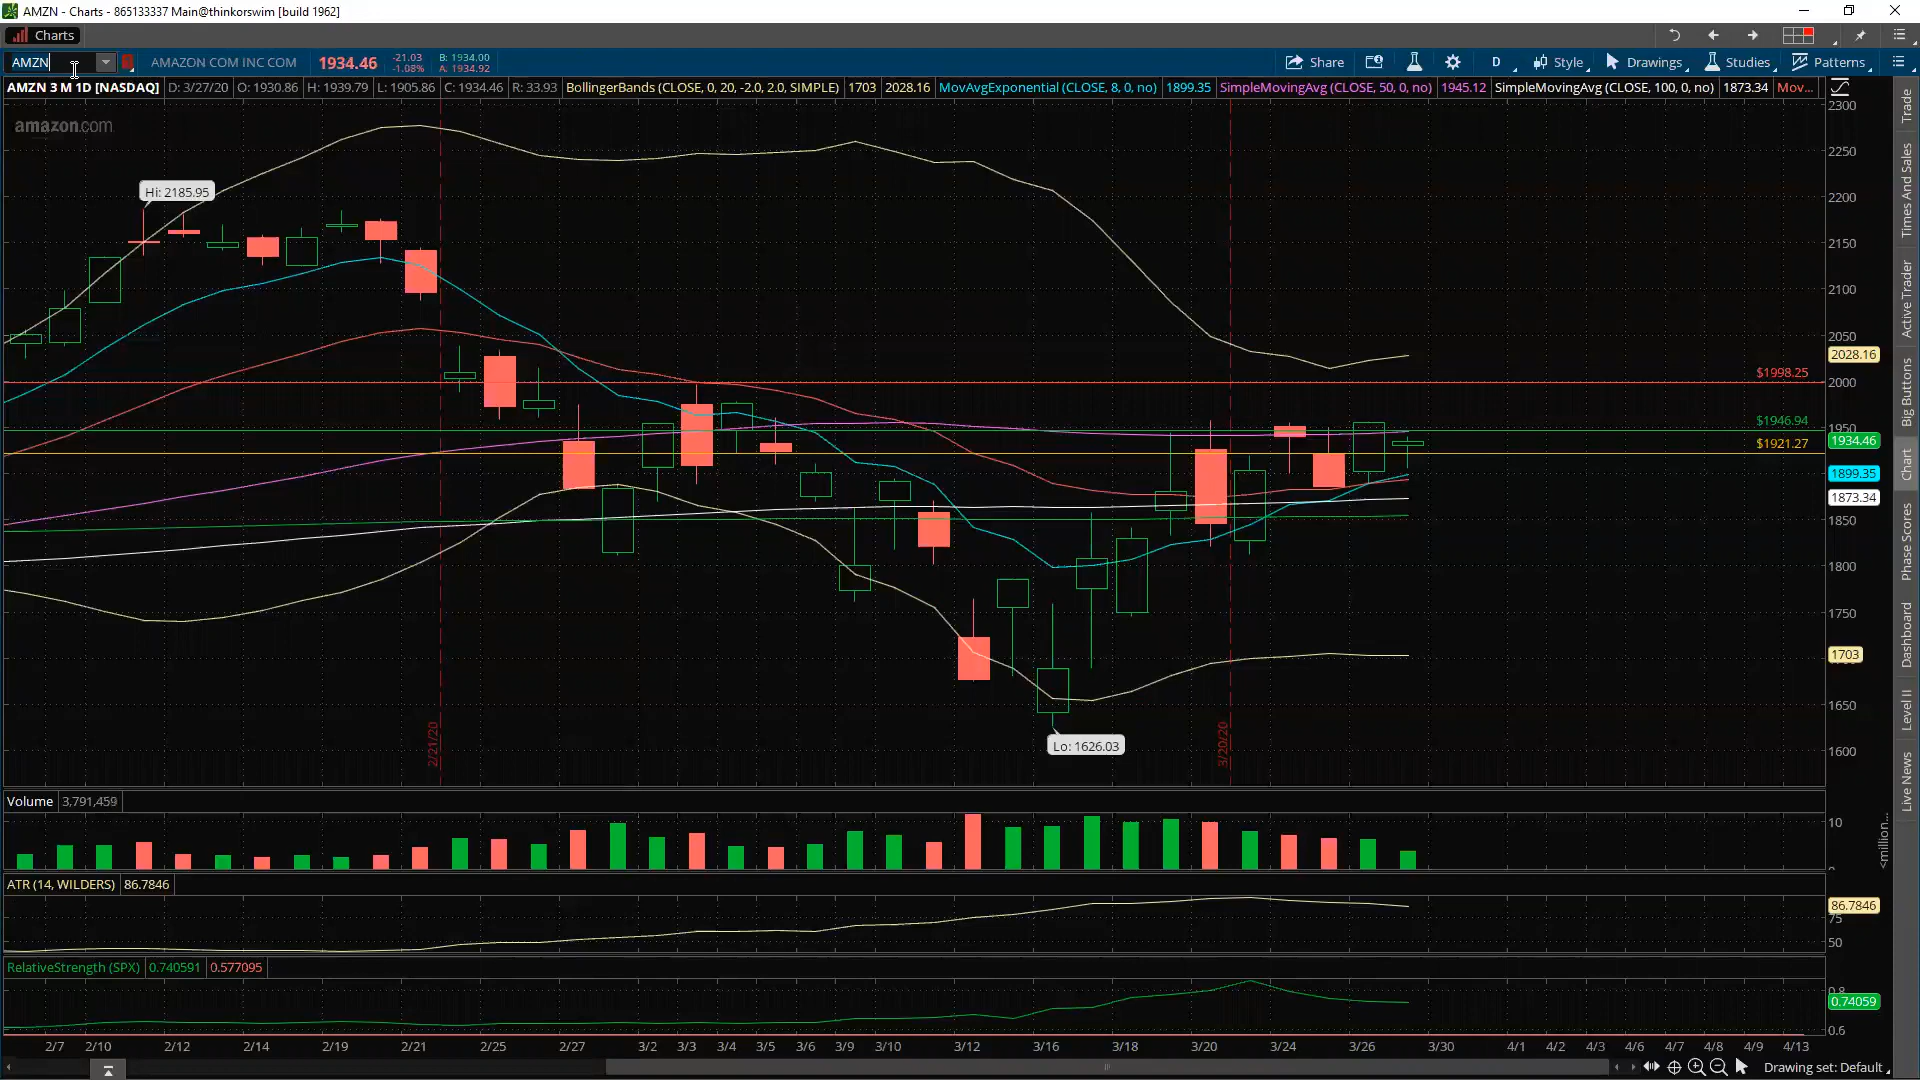 AMZN - Charts - 865133337 Main@thinkorswim [build 1962]
Charts
AMZN AMAZON COM INC COM 1934.46 -21.03 -1.08% B: 1934.00 A: 1934.92 Share D Style Drawings Studies Patterns
AMZN 3 M 1D [NASDAQ] D: 3/27/20 O: 1930.86 H: 1939.79 L: 1905.86 C: 1934.46 R: 33.93 BollingerBands (CLOSE, 0, 20, -2.0, 2.0, SIMPLE) 1703 2028.16 MovAvgExponential (CLOSE, 8, 0, no) 1899.35 SimpleMovingAvg (CLOSE, 50, 0, no) 1945.12 SimpleMovingAvg (CLOSE, 100, 0, no) 1873.34 Mov...
2300
amazon.com
2250
Hi: 2185.95
2200
2150
2100
2050
2028.16
$1998.25
2000
$1946.94
1950
1934.46
$1921.27
1899.35
1873.34
1850
1800
1750
1703
1650
Lo: 1626.03
1600
2/21/20
3/20/20
Volume 3,791,459
10
<million...
ATR (14, WILDERS) 86.7846
86.7846
75
50
RelativeStrength (SPX) 0.740591 0.577095
0.8
0.74059
0.6
2/7 2/10 2/12 2/14 2/19 2/21 2/25 2/27 3/2 3/3 3/4 3/5 3/6 3/9 3/10 3/12 3/16 3/18 3/20 3/24 3/26 3/30 4/1 4/2 4/3 4/6 4/7 4/8 4/9 4/13
Drawing set: Default
Trade
Times And Sales
Active Trader
Big Buttons
Chart
Phase Scores
Dashboard
Level II
Live News